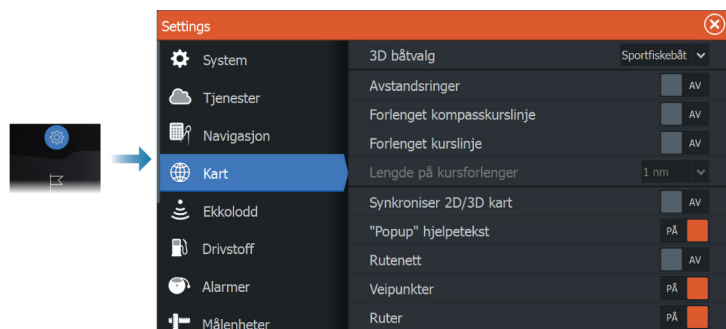 Settings
System
Tjenester
Navigasjon
Kart
Ekkolodd
Drivstoff
Alarmer
Målenheter
3D båtvalg Sportfiskebåt
Avstandsringer AV
Forlenget kompasskurslinje AV
Forlenget kurslinje AV
Lengde på kursforlenger 1 nm
Synkroniser 2D/3D kart AV
"Popup" hjelpetekst PÅ
Rutenett AV
Veipunkter PÅ
Ruter PÅ